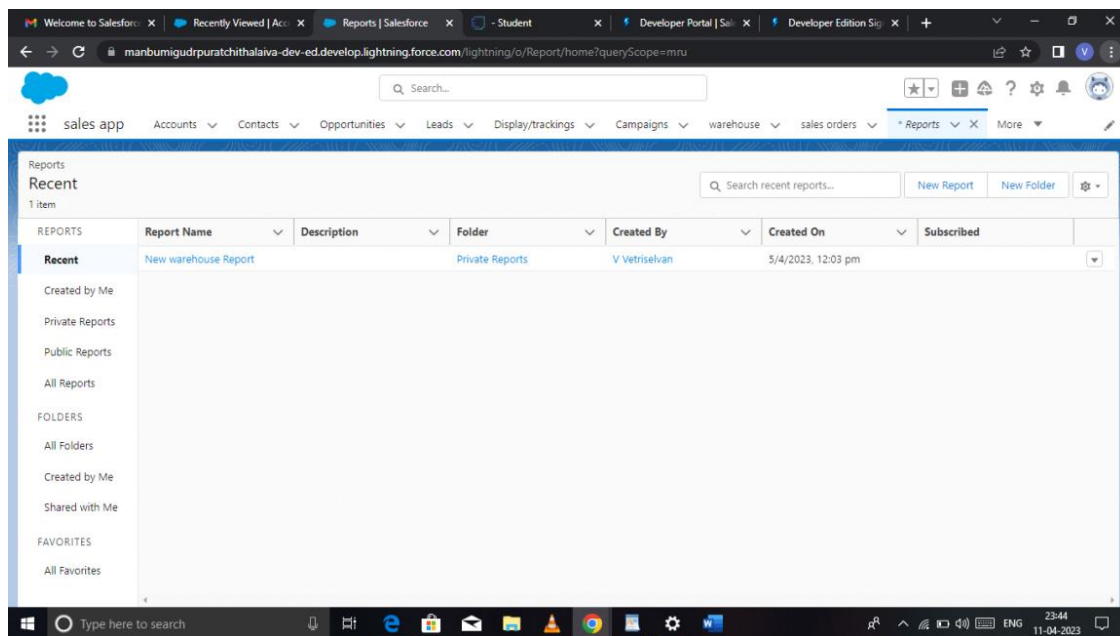 Welcome to Salesforc
Recently Viewed | Acc
Reports | Salesforce
- Student
Developer Portal | Sal
Developer Edition Sig
manbumigudrpuratchithalaiva-dev-ed.develop.lightning.force.com/lightning/o/Report/home?queryScope=mru
V
Search...
sales app Accounts Contacts Opportunities Leads Display/trackings Campaigns warehouse sales orders * Reports More
Reports
Recent
1 item
Search recent reports...
New Report New Folder
REPORTS Report Name Description Folder Created By Created On Subscribed
Recent New warehouse Report Private Reports V Vetriselvan 5/4/2023, 12:03 pm
Created by Me
Private Reports
Public Reports
All Reports
FOLDERS
All Folders
Created by Me
Shared with Me
FAVORITES
All Favorites
Type here to search
ENG
23:44
11-04-2023